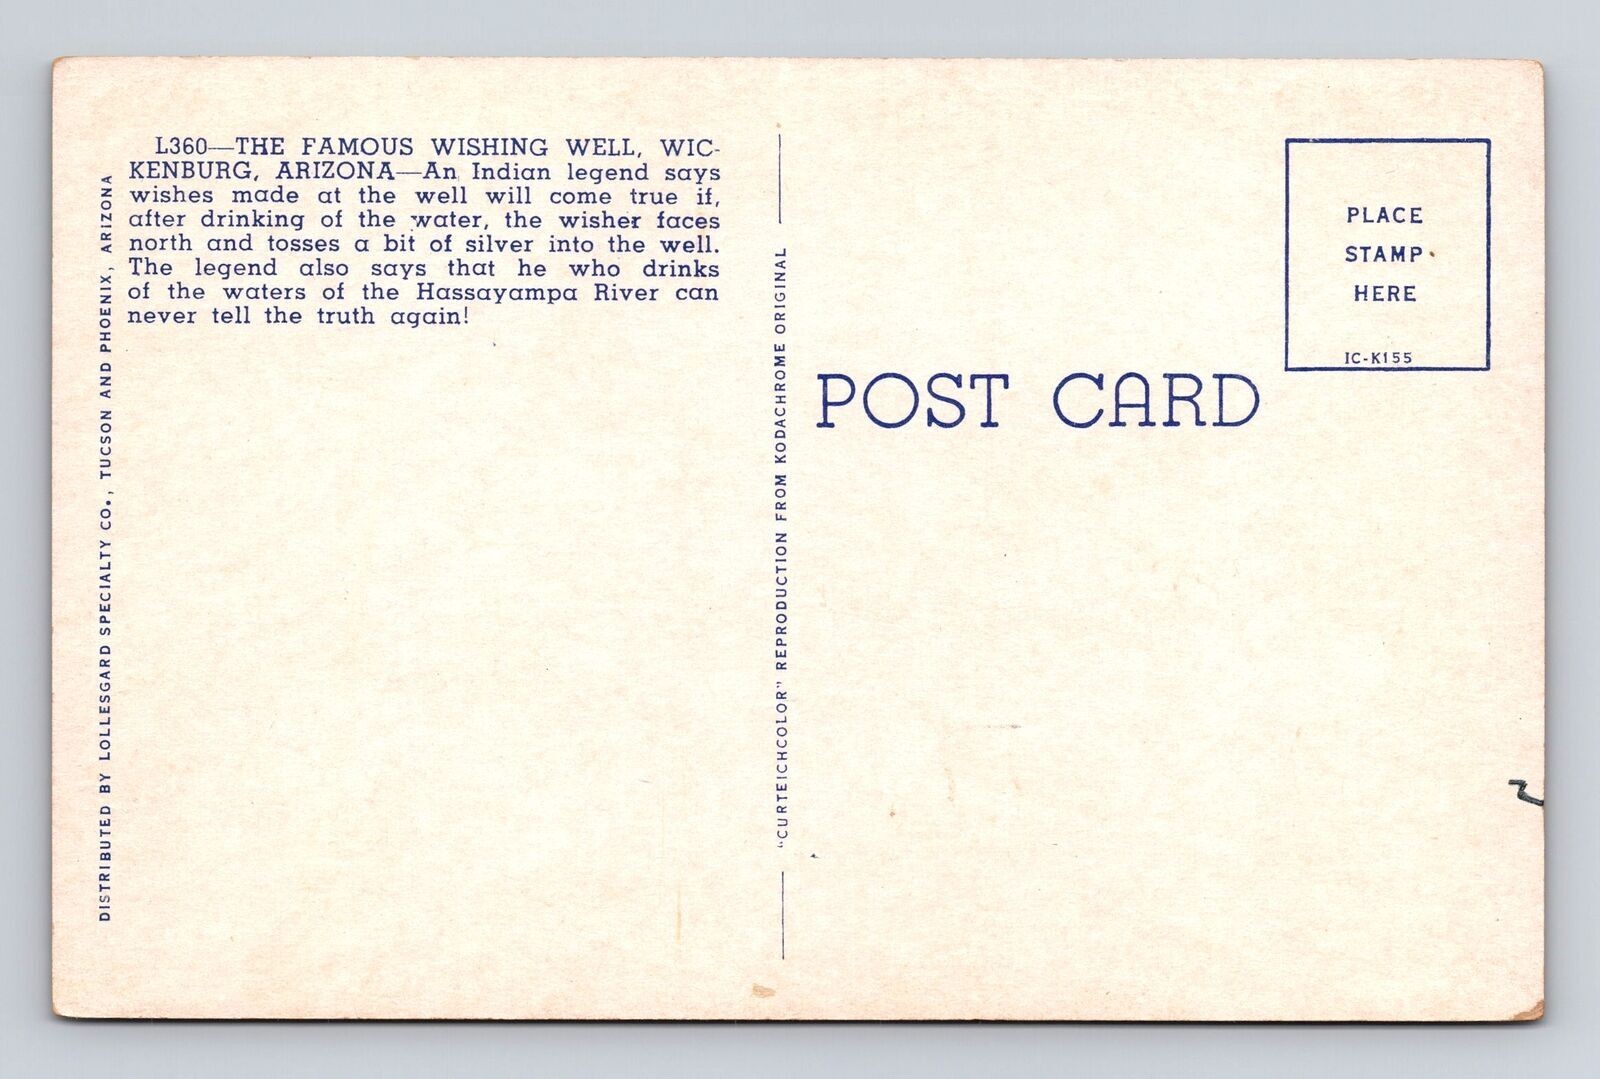 L360—THE FAMOUS WISHING WELL, WIC-
KENBURG, ARIZONA—An Indian legend says
wishes made at the well will come true if,
after drinking of the water, the wisher faces
north and tosses a bit of silver into the well.
The legend also says that he who drinks
of the waters of the Hassayampa River can
never tell the truth again!
DISTRIBUTED BY LOLLESGARD SPECIALTY CO., TUCSON AND PHOENIX, ARIZONA
"CURTEICHCOLOR" REPRODUCTION FROM KODACHROME ORIGINAL
POST CARD
PLACE
STAMP
HERE
IC-K155